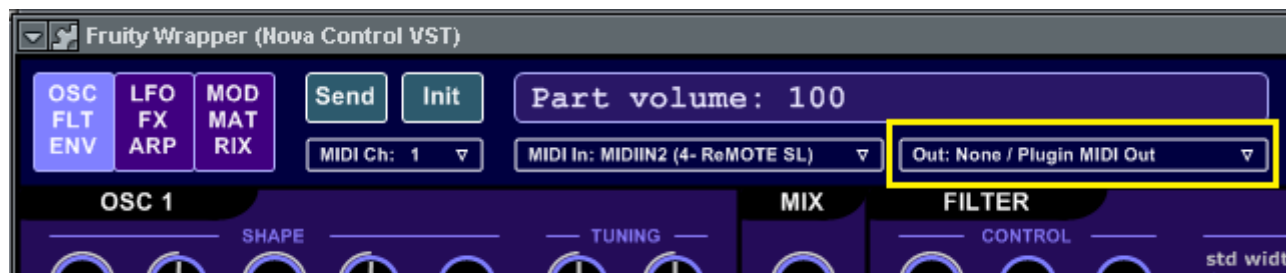 Fruity Wrapper (Nova Control VST)
OSC FLT ENV
LFO FX ARP
MOD MAT RIX
Send
Init
Part volume: 100
MIDI Ch: 1
MIDI In: MIDIIN2 (4- ReMOTE SL)
Out: None / Plugin MIDI Out
OSC 1
MIX
FILTER
SHAPE
TUNING
CONTROL
std widt